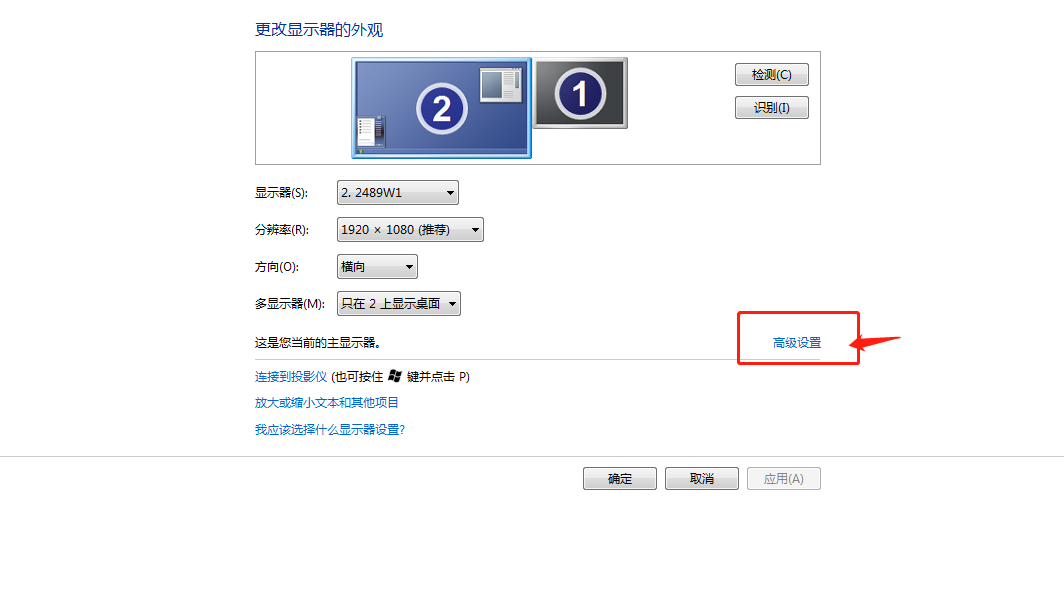 更改显示器的外观
2
1
检测(C)
识别(I)
显示器(S): 2. 2489W1
分辨率(R): 1920 × 1080 (推荐)
方向(O): 横向
多显示器(M): 只在 2 上显示桌面
这是您当前的主显示器。 高级设置
连接到投影仪 (也可按住 键并点击 P)
放大或缩小文本和其他项目
我应该选择什么显示器设置?
确定 取消 应用(A)